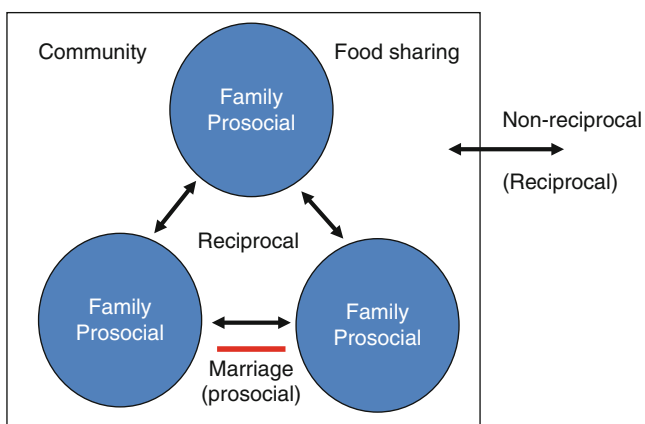 Community
Food sharing
Family
Prosocial
Non-reciprocal
(Reciprocal)
Reciprocal
Family
Prosocial
Family
Prosocial
Marriage
(prosocial)